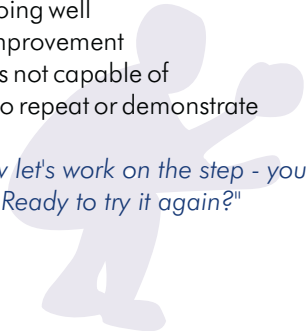 oing well
mprovement
s not capable of
o repeat or demonstrate
let's work on the step - you
Ready to try it again?"